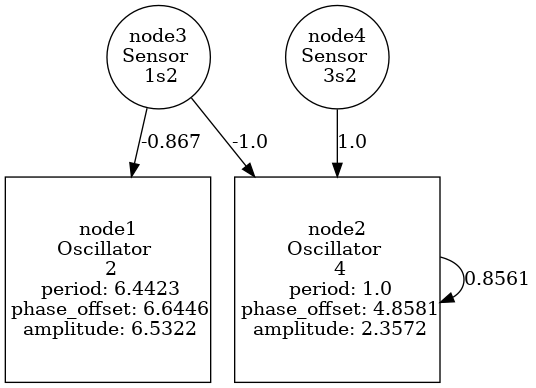 node3
Sensor
1s2
node4
Sensor
3s2
-0.867
-1.0
1.0
node1
Oscillator
2
period: 6.4423
phase_offset: 6.6446
amplitude: 6.5322
node2
Oscillator
4
period: 1.0
phase_offset: 4.8581
amplitude: 2.3572
0.8561